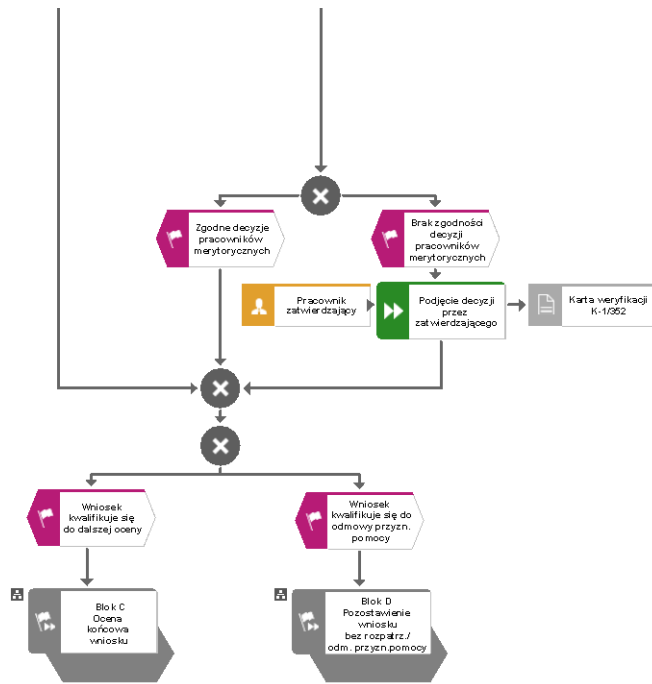 Zgodne decyzje
pracowników
merytorycznych
Brak zgodności
decyzji
pracowników
merytorycznych
Pracownik
zatwierdzający
Podjęcie decyzji
przez
zatwierdzającego
Karta weryfikacji
K-1/352
Wniosek
kwalifikuje się
do dalszej oceny
Wniosek
kwalifikuje się do
odmowy przyzn.
pomocy
Blok C
Ocena
końcowa
wniosku
Blok D
Pozostawienie
wniosku
bez rozpatrz./
odm. przyzn.pomocy